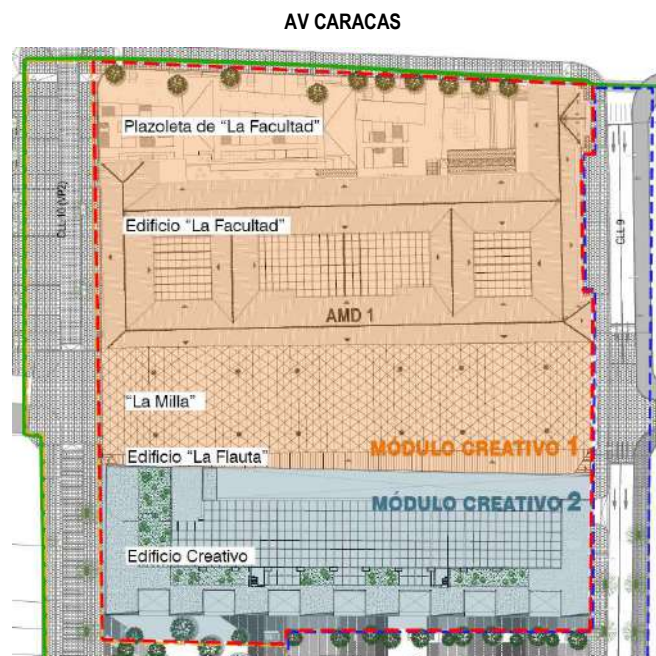 AV CARACAS
Plazoleta de "La Facultad"
CLL 10 (VP2)
Edificio "La Facultad"
CLL 9
AMD 1
"La Milla"
MÓDULO CREATIVO 1
Edificio "La Flauta"
MÓDULO CREATIVO 2
Edificio Creativo